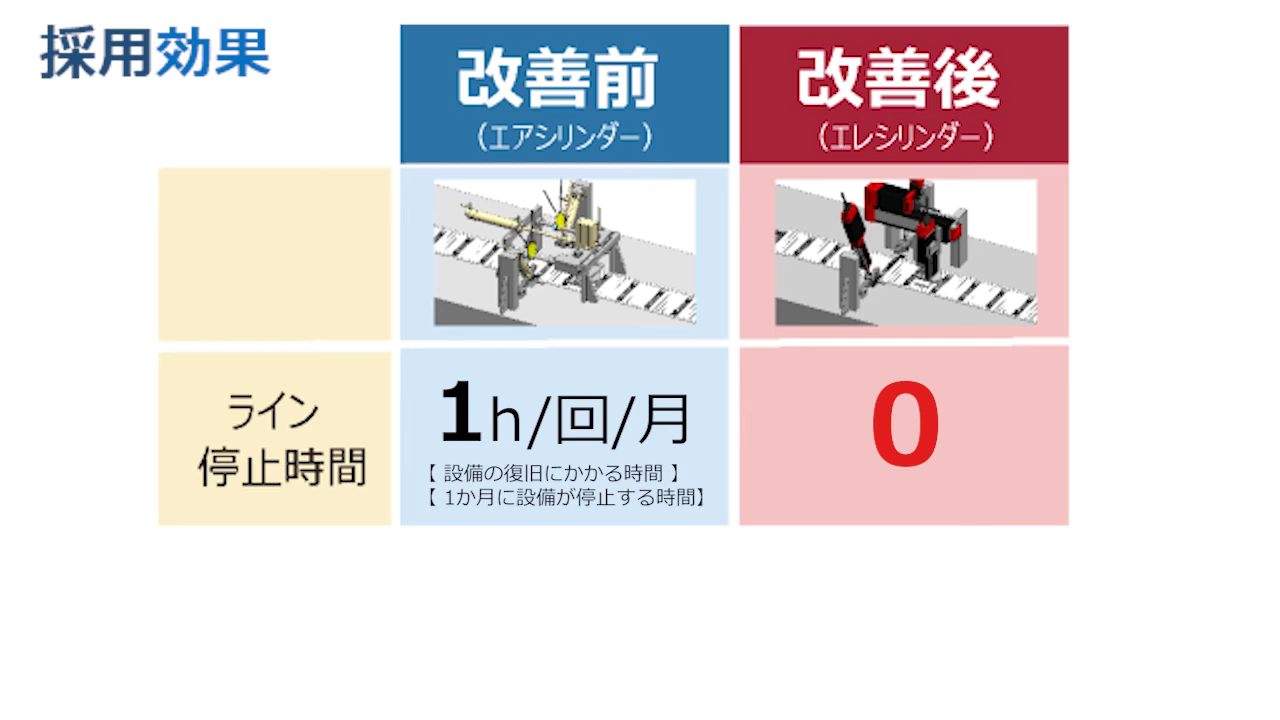 採用効果
改善前
(エアシリンダー)
改善後
(エレシリンダー)
ライン
停止時間
1h/回/月
【 設備の復旧にかかる時間 】
【 1か月に設備が停止する時間】
0